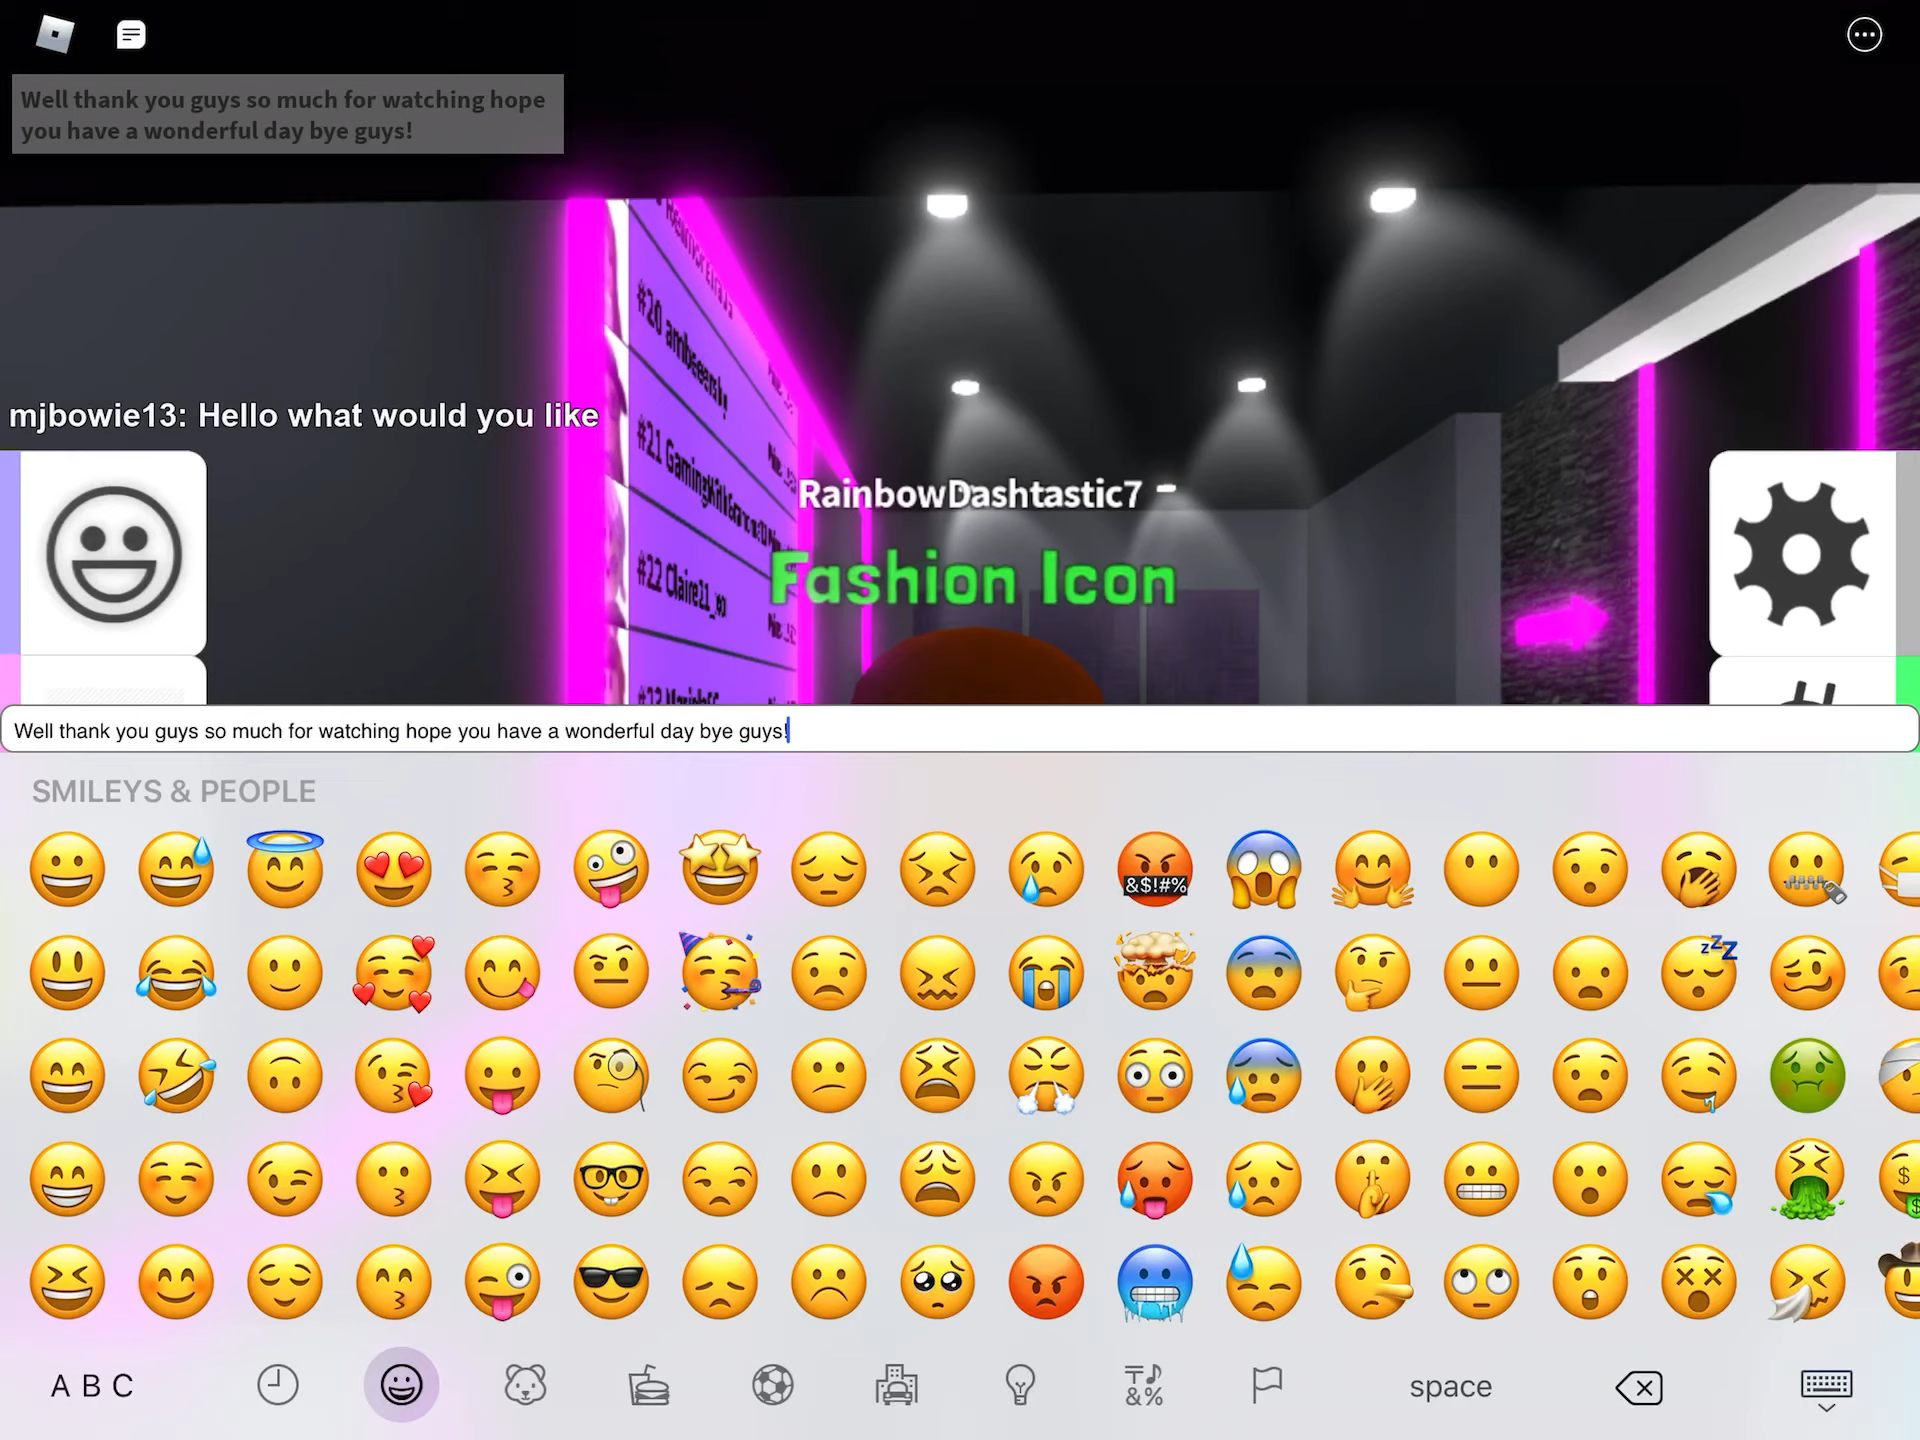 Well thank you guys so much for watching hope
you have a wonderful day bye guys!
#20
#21
#22 Claire21_xo
mjbowie13: Hello what would you like
RainbowDashtastic7 -
Fashion Icon
Well thank you guys so much for watching hope you have a wonderful day bye guys!
SMILEYS & PEOPLE
&$!#%
zzZ
A B C
&%
space